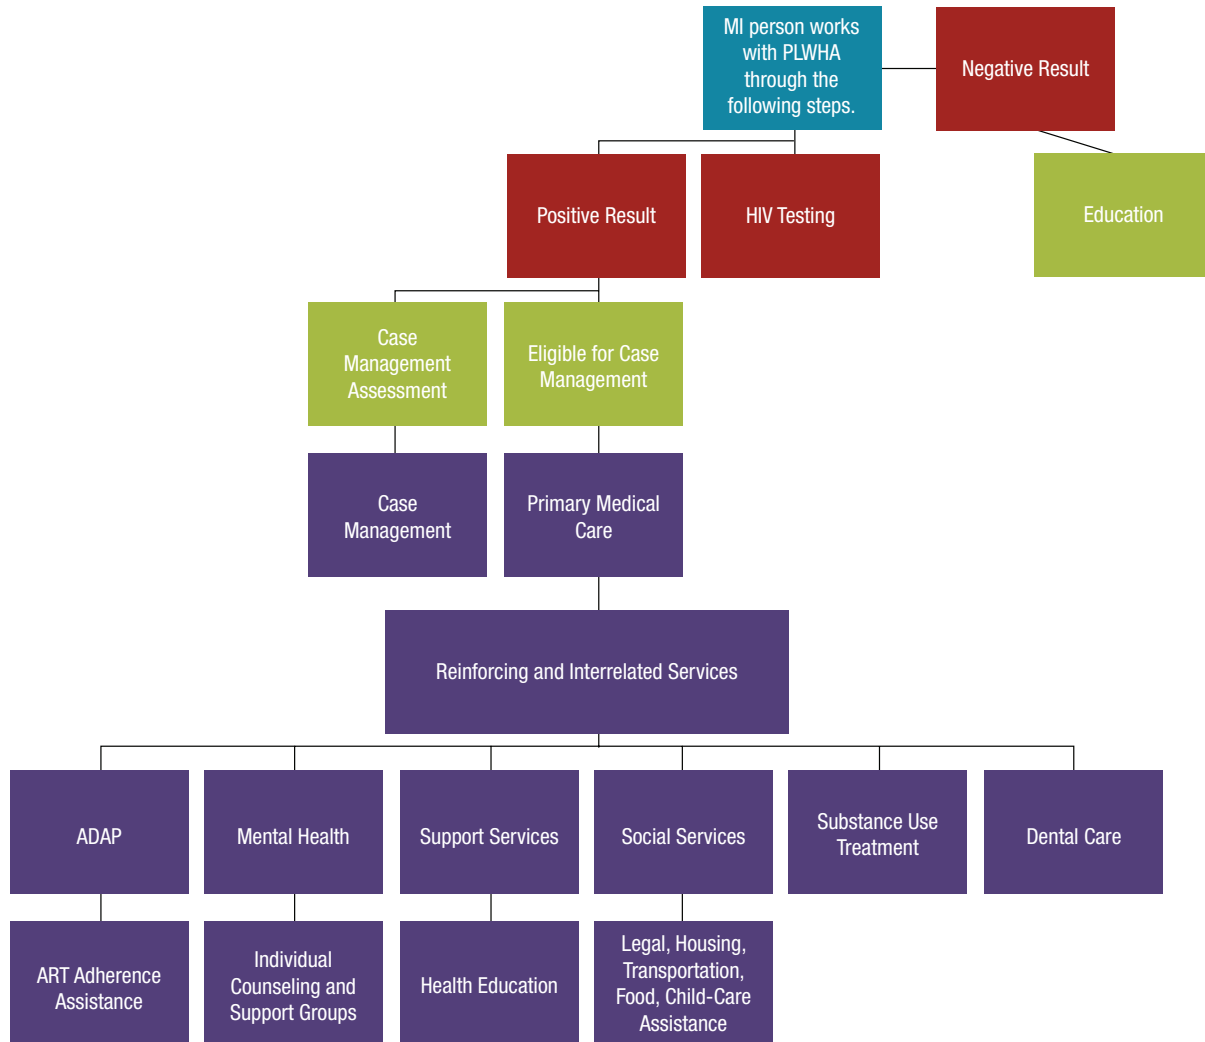 MI person works
with PLWHA
through the
following steps.
Negative Result
Positive Result
HIV Testing
Education
Case
Management
Assessment
Eligible for Case
Management
Case
Management
Primary Medical
Care
Reinforcing and Interrelated Services
ADAP
Mental Health
Support Services
Social Services
Substance Use
Treatment
Dental Care
ART Adherence
Assistance
Individual
Counseling and
Support Groups
Health Education
Legal, Housing,
Transportation,
Food, Child-Care
Assistance